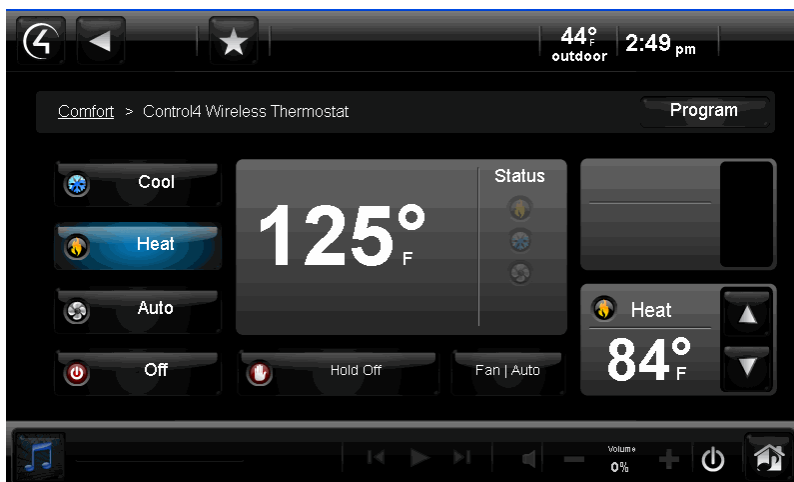 44°F
outdoor
2:49 pm
Comfort > Control4 Wireless Thermostat
Program
Cool
Heat
Auto
Off
125°F
Status
Hold Off
Fan | Auto
Heat
84°F
Volume
0%